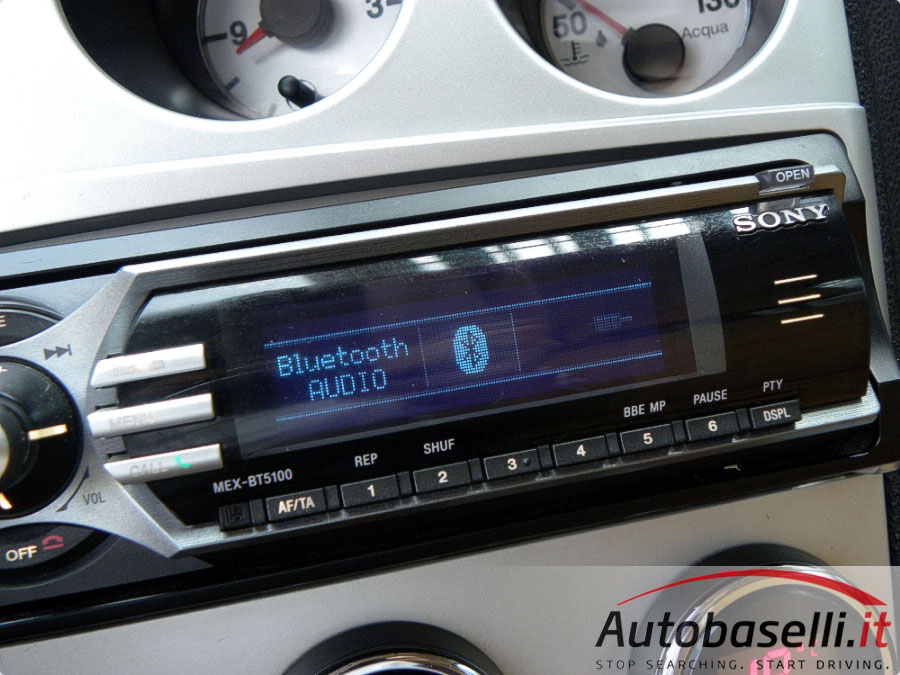 9
3
50
130
Acqua
OPEN
SONY
Bluetooth
AUDIO
MENU
CALL
VOL
OFF
MEX-BT5100
REP
SHUF
BBE MP
PAUSE
PTY
AF/TA
1
2
3
4
5
6
DSPL
Autobaselli.it
STOP SEARCHING. START DRIVING.